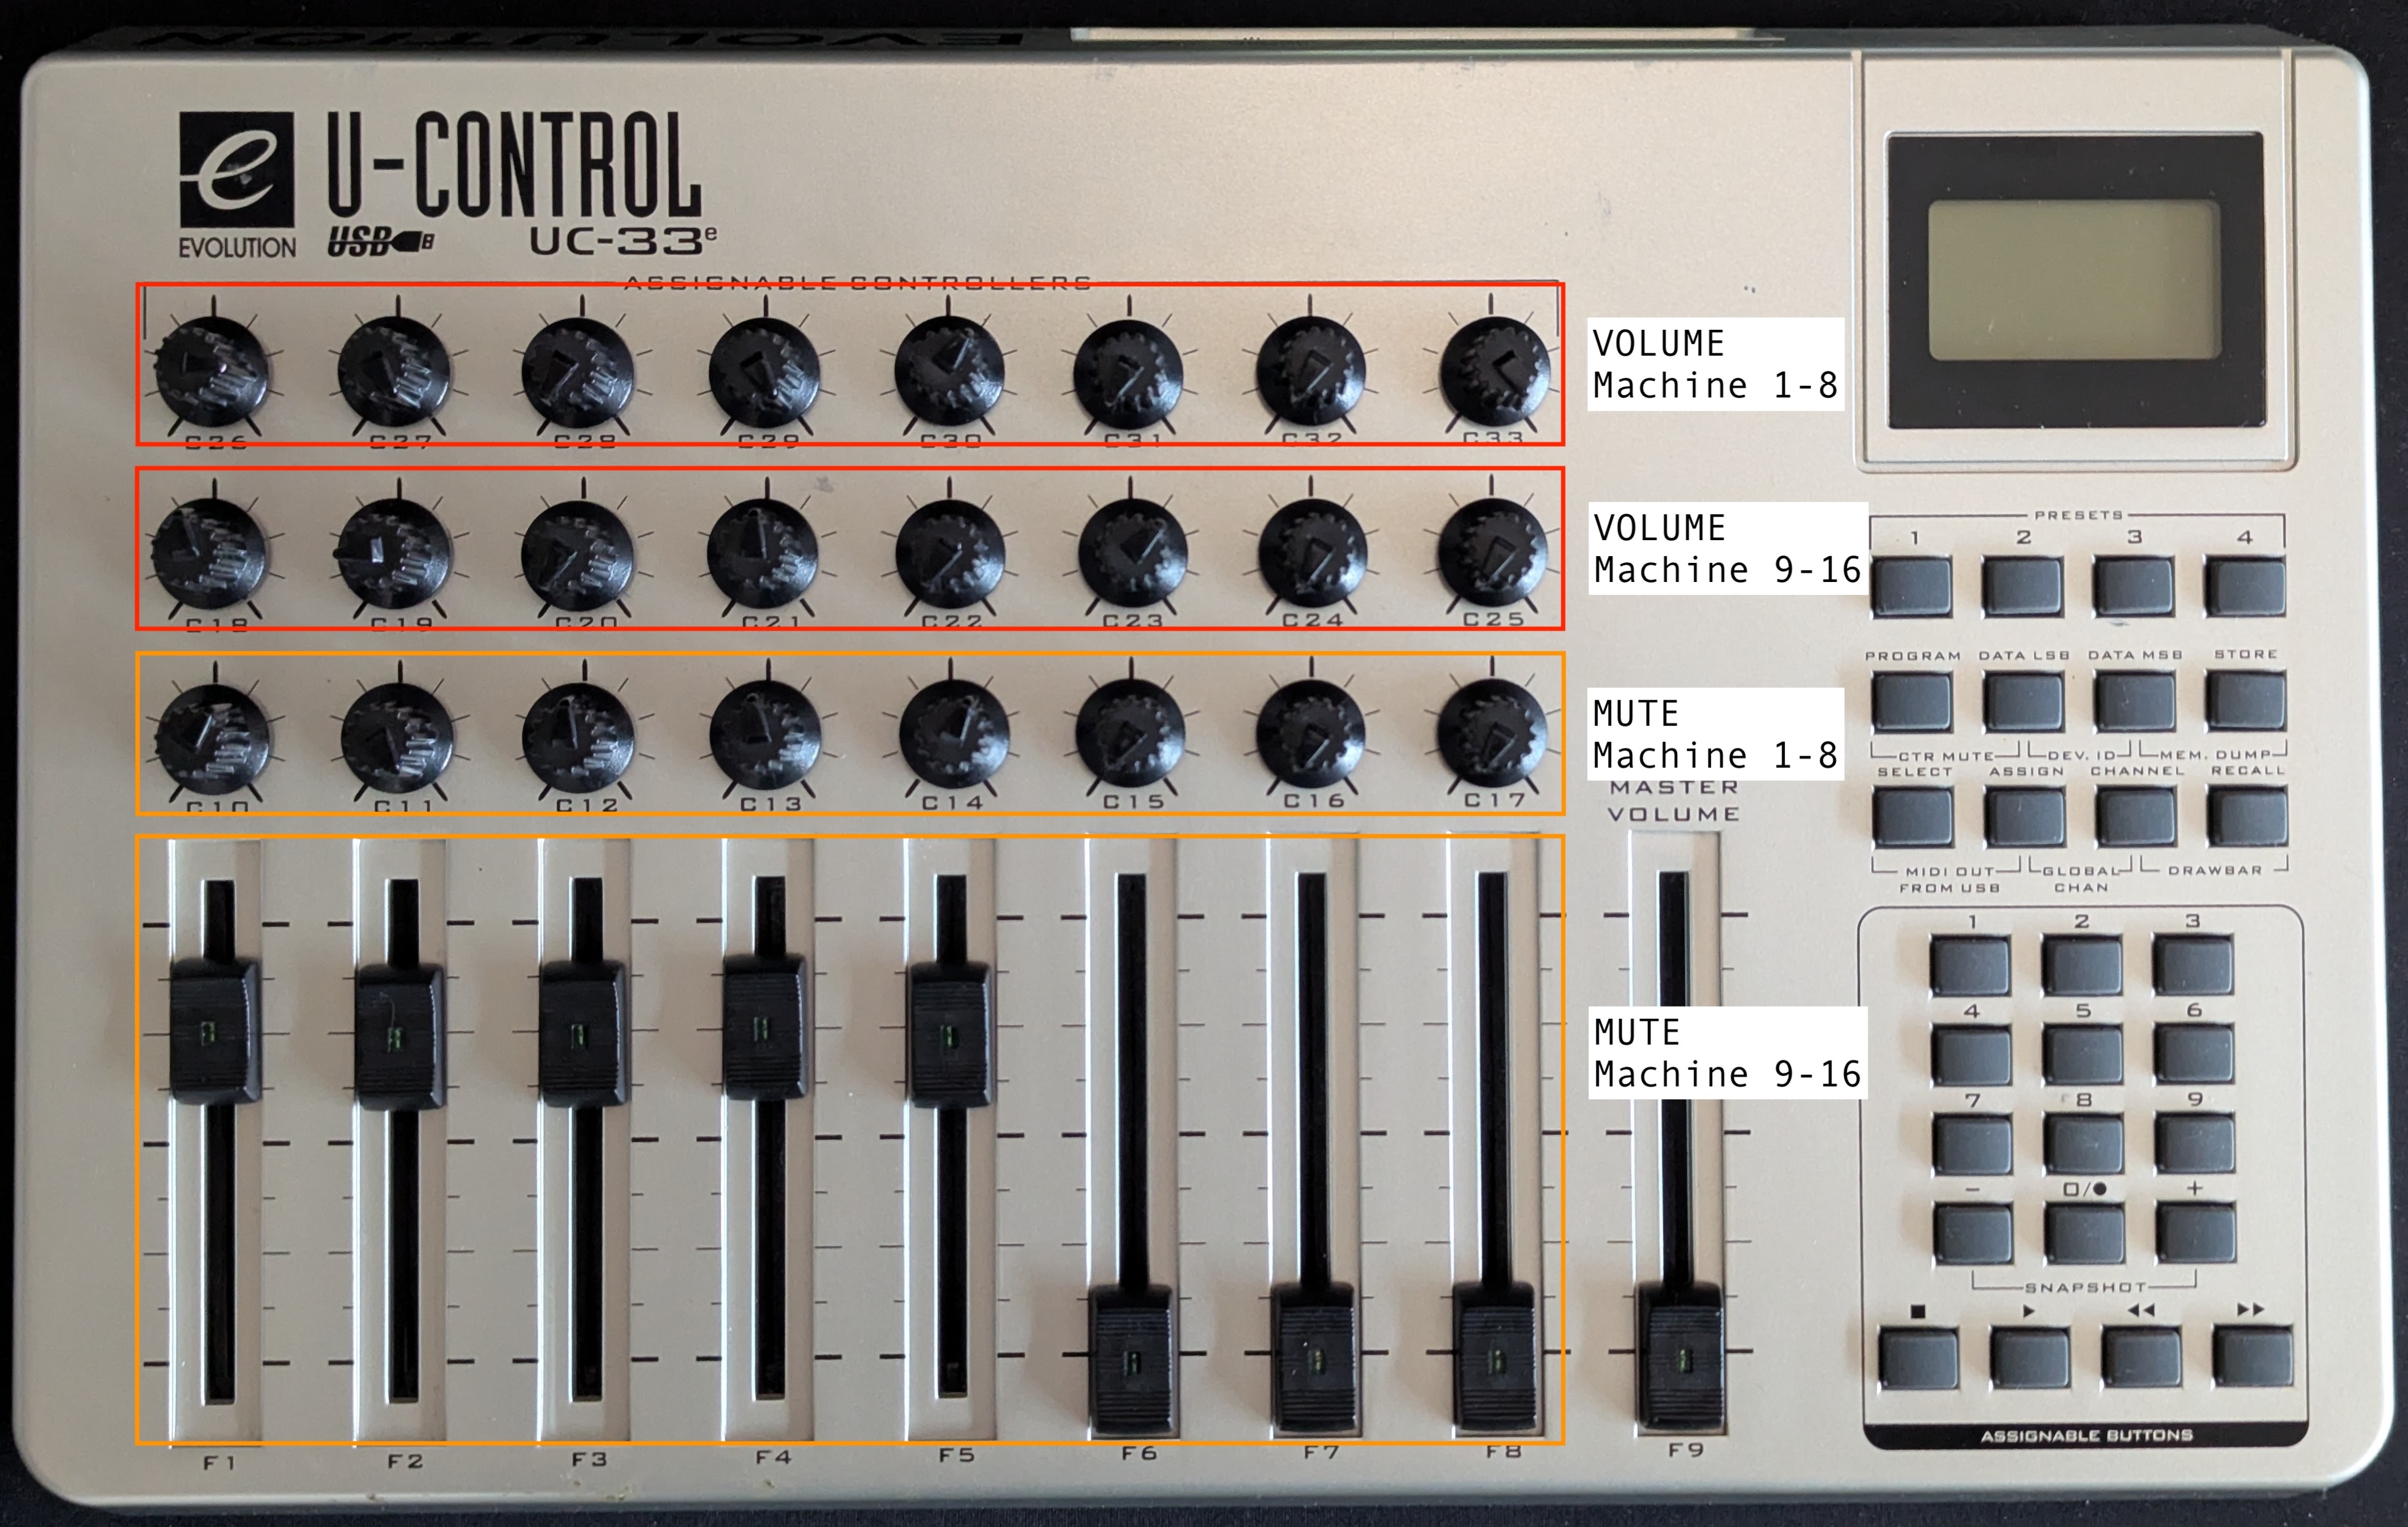 EVOLUTION
e
U-CONTROL
EVOLUTION
USB
UC-33e
ASSIGNABLE CONTROLLERS
C26 C27 C28 C29 C30 C31 C32 C33
VOLUME
Machine 1-8
C18 C19 C20 C21 C22 C23 C24 C25
VOLUME
Machine 9-16
C10 C11 C12 C13 C14 C15 C16 C17
MUTE
Machine 1-8
MASTER
VOLUME
MUTE
Machine 9-16
F1 F2 F3 F4 F5 F6 F7 F8 F9
PRESETS
1 2 3 4
PROGRAM DATA LSB DATA MSB STORE
CTR MUTE DEV. ID MEM. DUMP
SELECT ASSIGN CHANNEL RECALL
MIDI OUT GLOBAL DRAWBAR
FROM USB CHAN
1 2 3
4 5 6
7 8 9
- 0/● +
SNAPSHOT
■ ▶ ◀◀ ▶▶
ASSIGNABLE BUTTONS